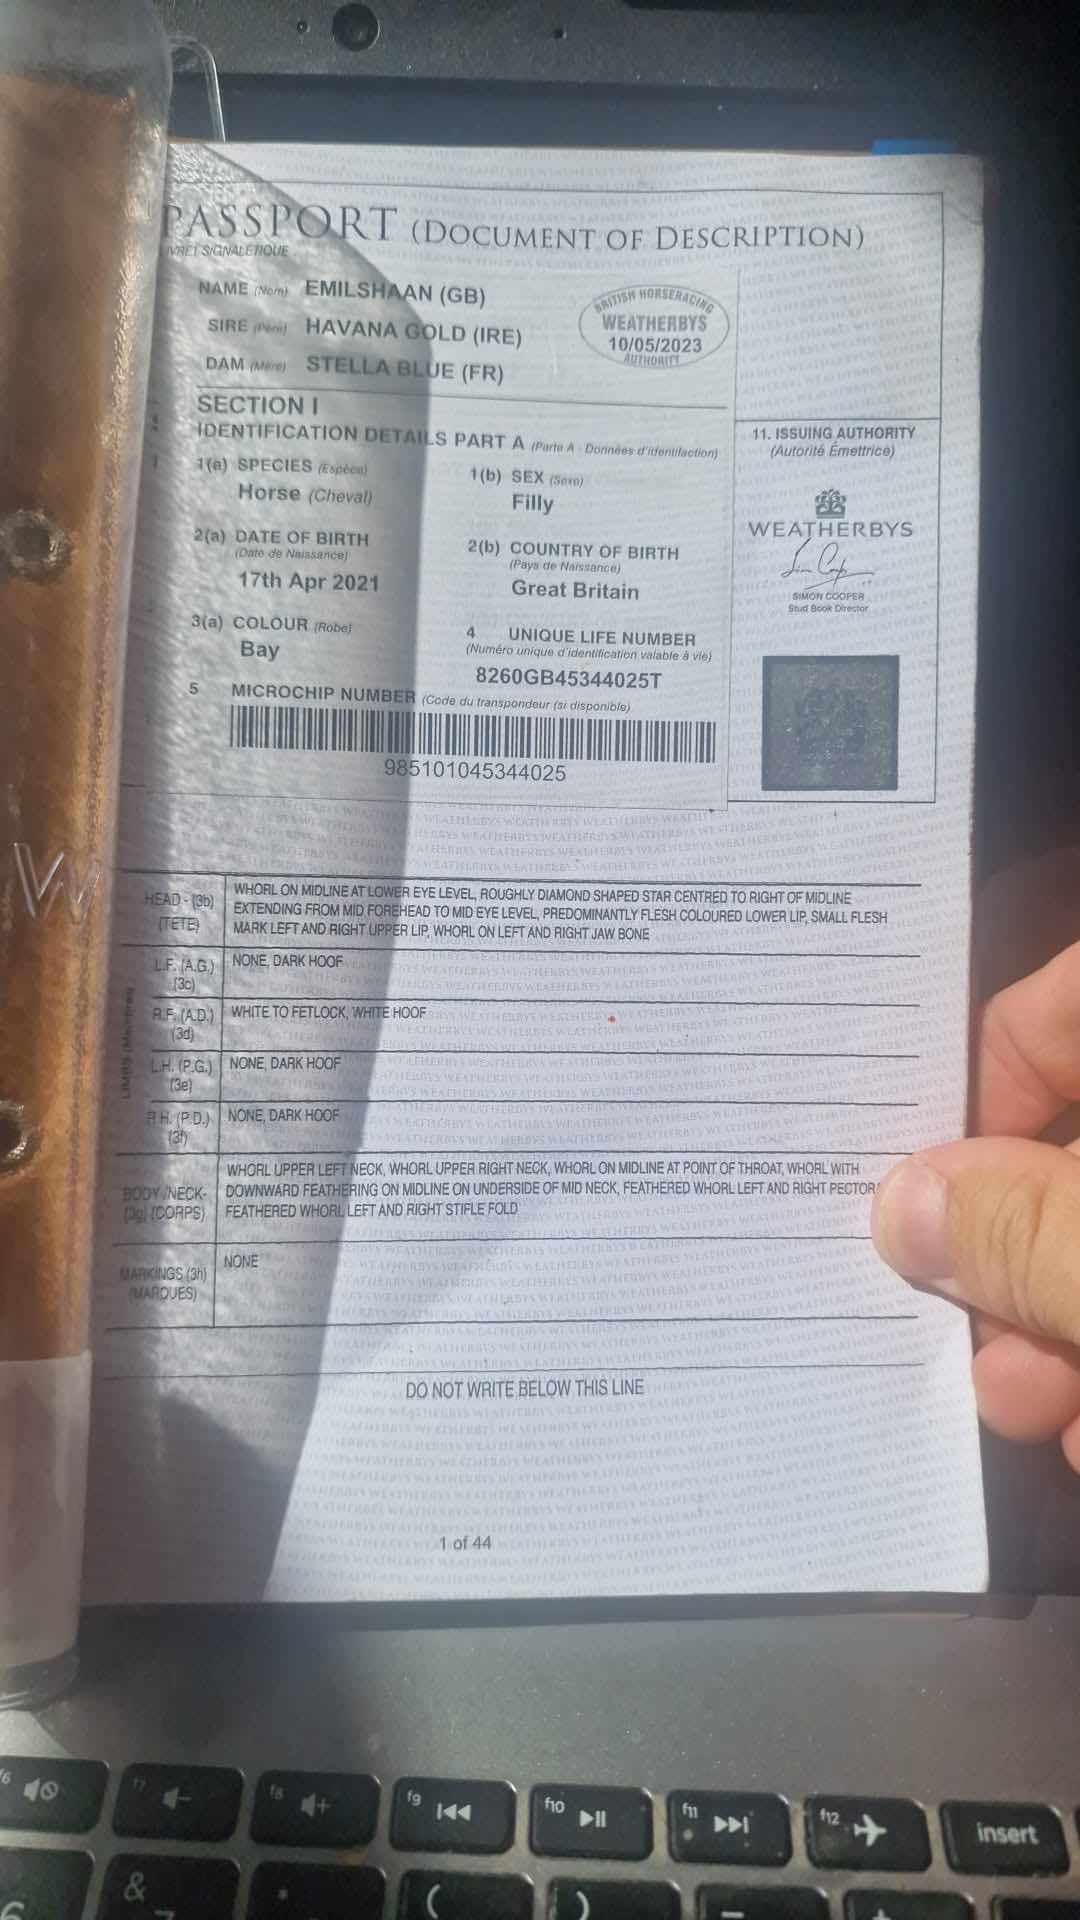 PASSPORT (DOCUMENT OF DESCRIPTION)
LIVRET SIGNALETIQUE
NAME (Nom) EMILSHAAN (GB)
SIRE (Père) HAVANA GOLD (IRE)
DAM (Mère) STELLA BLUE (FR)
BRITISH HORSERACING
WEATHERBYS
10/05/2023
AUTHORITY
SECTION I
IDENTIFICATION DETAILS PART A (Parte A - Données d'identifaction)
1(a) SPECIES (Espèce)
Horse (Cheval)
1(b) SEX (Sexe)
Filly
2(a) DATE OF BIRTH
(Date de Naissance)
17th Apr 2021
2(b) COUNTRY OF BIRTH
(Pays de Naissance)
Great Britain
3(a) COLOUR (Robe)
Bay
4 UNIQUE LIFE NUMBER
(Numéro unique d'identification valable à vie)
8260GB45344025T
5 MICROCHIP NUMBER (Code du transpondeur (si disponible)
985101045344025
11. ISSUING AUTHORITY
(Autorité Émettrice)
WEATHERBYS
SIMON COOPER
Stud Book Director
HEAD - (3b)
(TETE)
WHORL ON MIDLINE AT LOWER EYE LEVEL, ROUGHLY DIAMOND SHAPED STAR CENTRED TO RIGHT OF MIDLINE
EXTENDING FROM MID FOREHEAD TO MID EYE LEVEL, PREDOMINANTLY FLESH COLOURED LOWER LIP, SMALL FLESH
MARK LEFT AND RIGHT UPPER LIP, WHORL ON LEFT AND RIGHT JAW BONE
L.F. (A.G.)
(3c)
NONE, DARK HOOF
R.F. (A.D.)
(3d)
WHITE TO FETLOCK, WHITE HOOF
L.H. (P.G.)
(3e)
NONE, DARK HOOF
R.H. (P.D.)
(3f)
NONE, DARK HOOF
BODY /NECK-
(3g) (CORPS)
WHORL UPPER LEFT NECK, WHORL UPPER RIGHT NECK, WHORL ON MIDLINE AT POINT OF THROAT, WHORL WITH
DOWNWARD FEATHERING ON MIDLINE ON UNDERSIDE OF MID NECK, FEATHERED WHORL LEFT AND RIGHT PECTORA
FEATHERED WHORL LEFT AND RIGHT STIFLE FOLD
MARKINGS (3h)
(MARQUES)
NONE
DO NOT WRITE BELOW THIS LINE
1 of 44
f6
f7
f8
f9
f10
f11
f12
insert
6
&
7
*
(
)